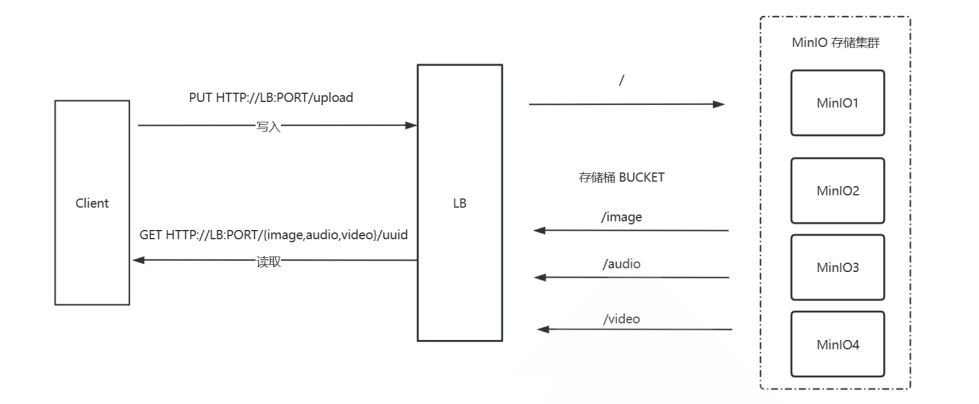 MinIO 存储集群
/
MinIO1
PUT HTTP://LB:PORT/upload
写入
存储桶 BUCKET
MinIO2
Client
LB
/image
GET HTTP://LB:PORT/{image,audio,video}/uuid
读取
/audio
MinIO3
/video
MinIO4